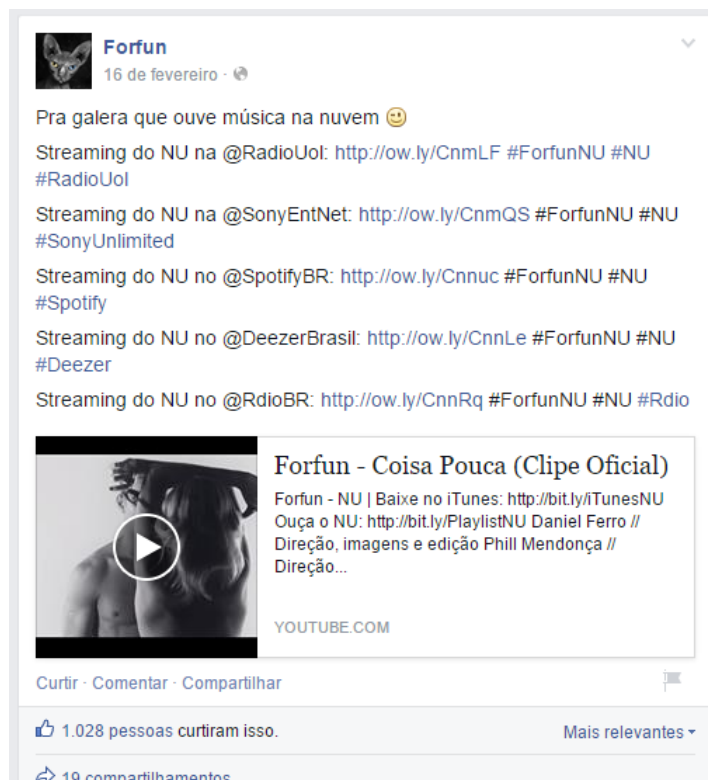 Forfun
16 de fevereiro ·
Pra galera que ouve música na nuvem
Streaming do NU na @RadioUol: http://ow.ly/CnmLF #ForfunNU #NU
#RadioUol
Streaming do NU na @SonyEntNet: http://ow.ly/CnmQS #ForfunNU #NU
#SonyUnlimited
Streaming do NU no @SpotifyBR: http://ow.ly/Cnnuc #ForfunNU #NU
#Spotify
Streaming do NU no @DeezerBrasil: http://ow.ly/CnnLe #ForfunNU #NU
#Deezer
Streaming do NU no @RdioBR: http://ow.ly/CnnRq #ForfunNU #NU #Rdio
Forfun - Coisa Pouca (Clipe Oficial)
Forfun - NU | Baixe no iTunes: http://bit.ly/iTunesNU
Ouça o NU: http://bit.ly/PlaylistNU Daniel Ferro //
Direção, imagens e edição Phill Mendonça //
Direção...
YOUTUBE.COM
Curtir · Comentar · Compartilhar
1.028 pessoas curtiram isso.
Mais relevantes
19 compartilhamentos